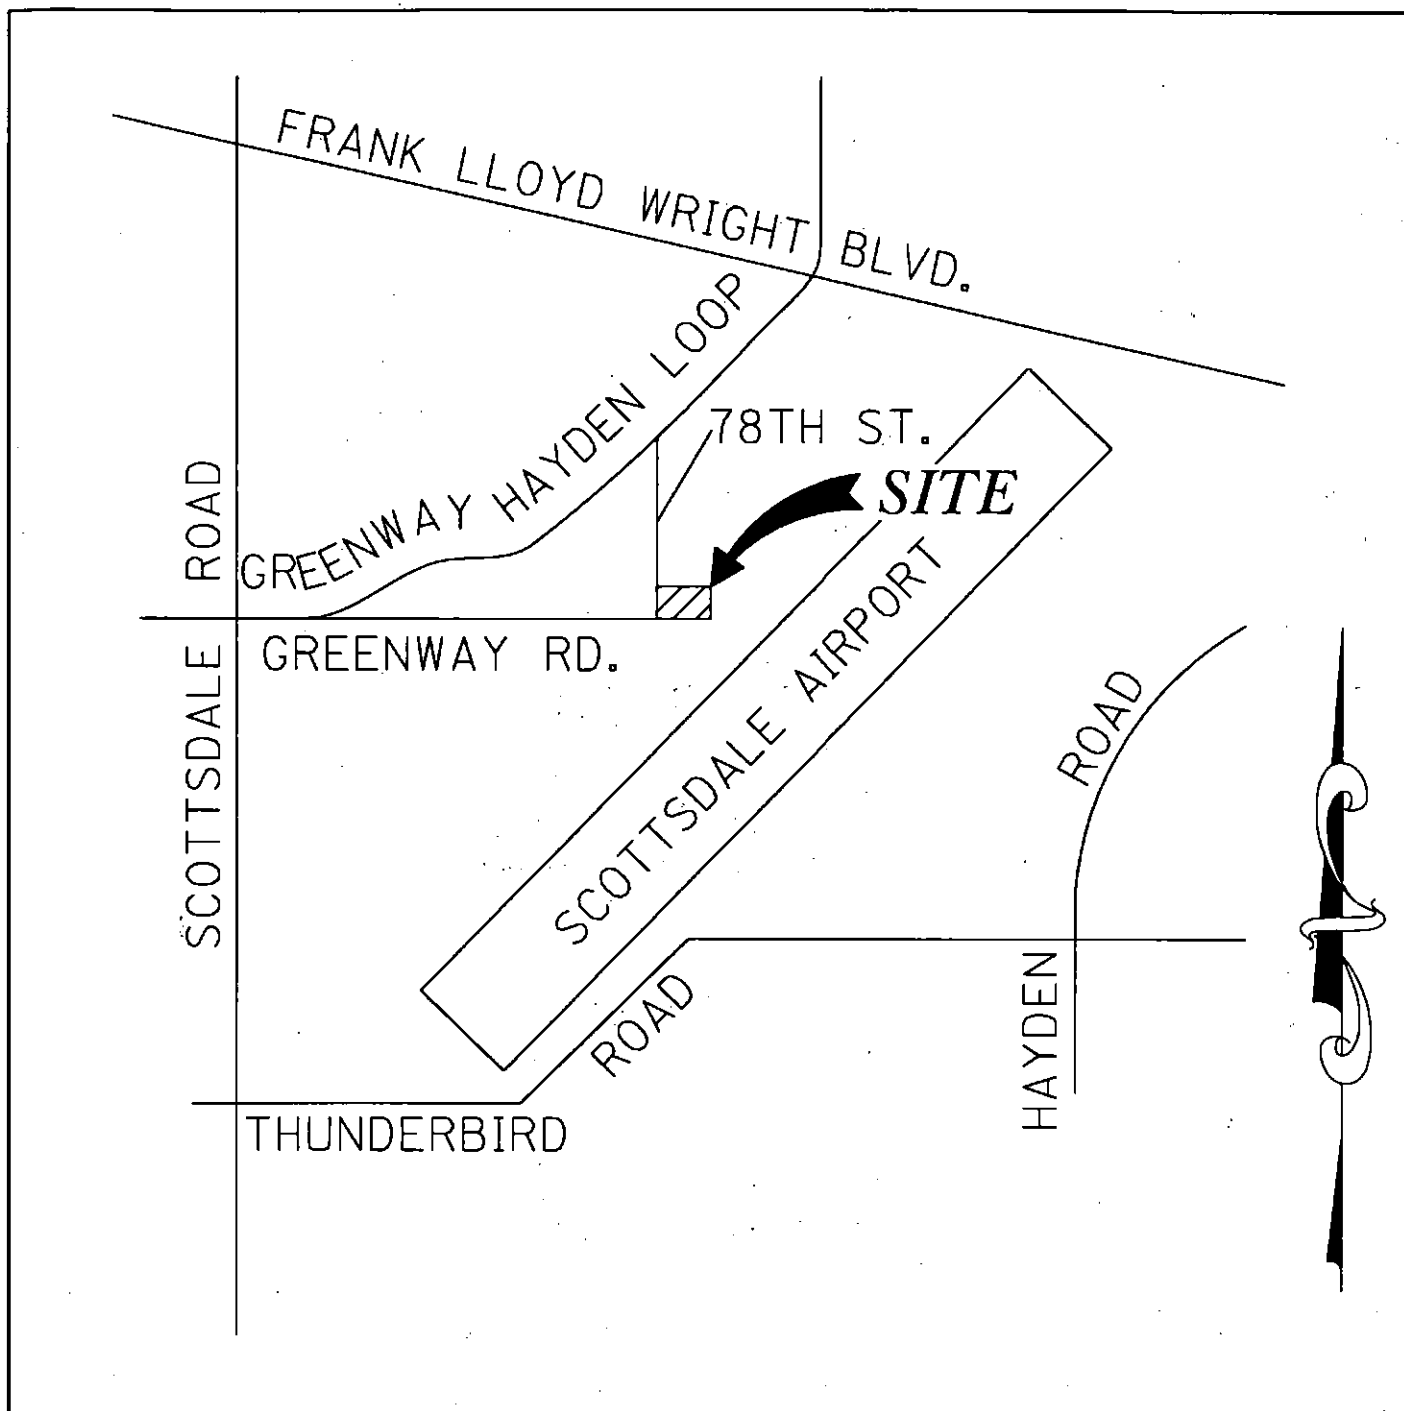 FRANK LLOYD WRIGHT BLVD.
GREENWAY HAYDEN LOOP
78TH ST.
SITE
SCOTTSDALE ROAD
GREENWAY RD.
SCOTTSDALE AIRPORT
HAYDEN ROAD
THUNDERBIRD ROAD